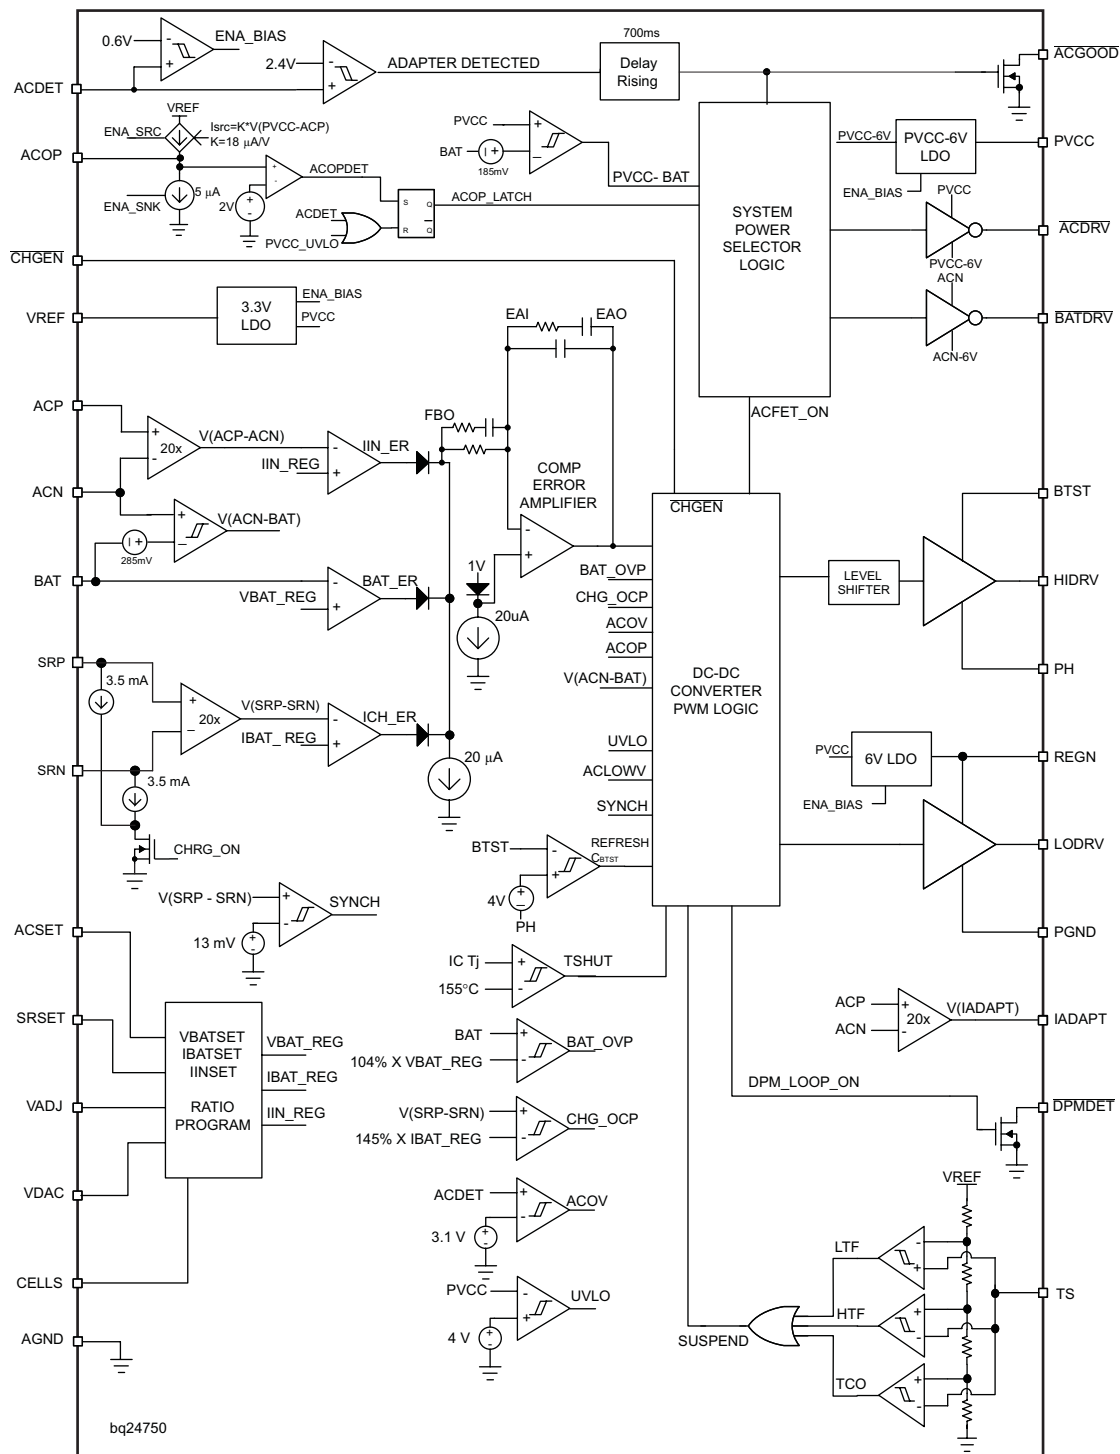 700ms
0.6V
ENA_BIAS
2.4V
ADAPTER DETECTED
Delay
Rising
ACGOOD
ACDET
VREF
ENA_SRC
Isrc=K*V(PVCC-ACP)
K=18 μA/V
ACOP
ENA_SNK
5 μA
2V
ACOPDET
ACDET
PVCC_UVLO
S
Q
R
Q
ACOP_LATCH
PVCC
BAT
185mV
PVCC- BAT
SYSTEM
POWER
SELECTOR
LOGIC
PVCC-6V
PVCC-6V
LDO
PVCC
ENA_BIAS
PVCC
ACDRV
PVCC-6V
ACN
BATDRV
ACN-6V
CHGEN
VREF
3.3V
LDO
ENA_BIAS
PVCC
EAI
EAO
ACFET_ON
ACP
20x
V(ACP-ACN)
IIN_REG
IIN_ER
FBO
COMP
ERROR
AMPLIFIER
ACN
V(ACN-BAT)
285mV
BAT
VBAT_REG
BAT_ER
1V
20uA
CHGEN
BAT_OVP
CHG_OCP
ACOV
ACOP
V(ACN-BAT)
DC-DC
CONVERTER
PWM LOGIC
UVLO
ACLOWV
SYNCH
BTST
LEVEL
SHIFTER
HIDRV
PH
SRP
3.5 mA
20x
V(SRP-SRN)
IBAT_ REG
ICH_ER
20 μA
SRN
3.5 mA
CHRG_ON
PVCC
6V LDO
REGN
ENA_BIAS
LODRV
PGND
BTST
4V
PH
REFRESH
CBTST
V(SRP - SRN)
SYNCH
13 mV
IC Tj
155°C
TSHUT
ACSET
SRSET
VADJ
VDAC
CELLS
AGND
VBATSET
IBATSET
IINSET
RATIO
PROGRAM
VBAT_REG
IBAT_REG
IIN_REG
BAT
104% X VBAT_REG
BAT_OVP
V(SRP-SRN)
145% X IBAT_REG
CHG_OCP
ACDET
3.1 V
ACOV
PVCC
4 V
UVLO
ACP
ACN
20x
V(IADAPT)
IADAPT
DPM_LOOP_ON
DPMDET
VREF
LTF
HTF
TCO
TS
SUSPEND
bq24750